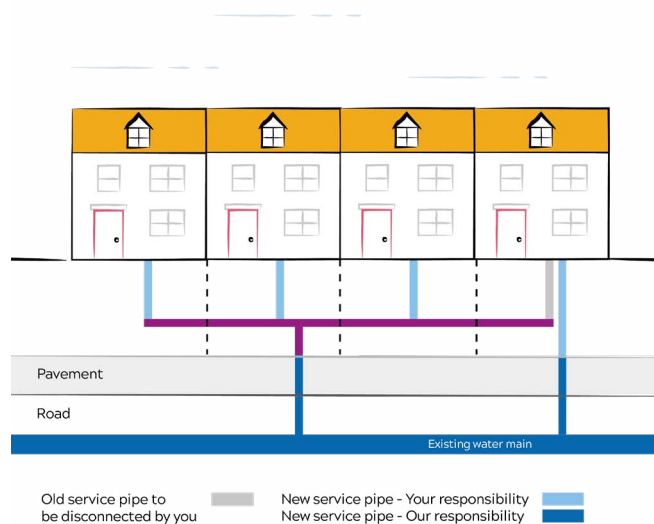 Pavement
Road
Existing water main
Old service pipe to
be disconnected by you
New service pipe - Your responsibility
New service pipe - Our responsibility